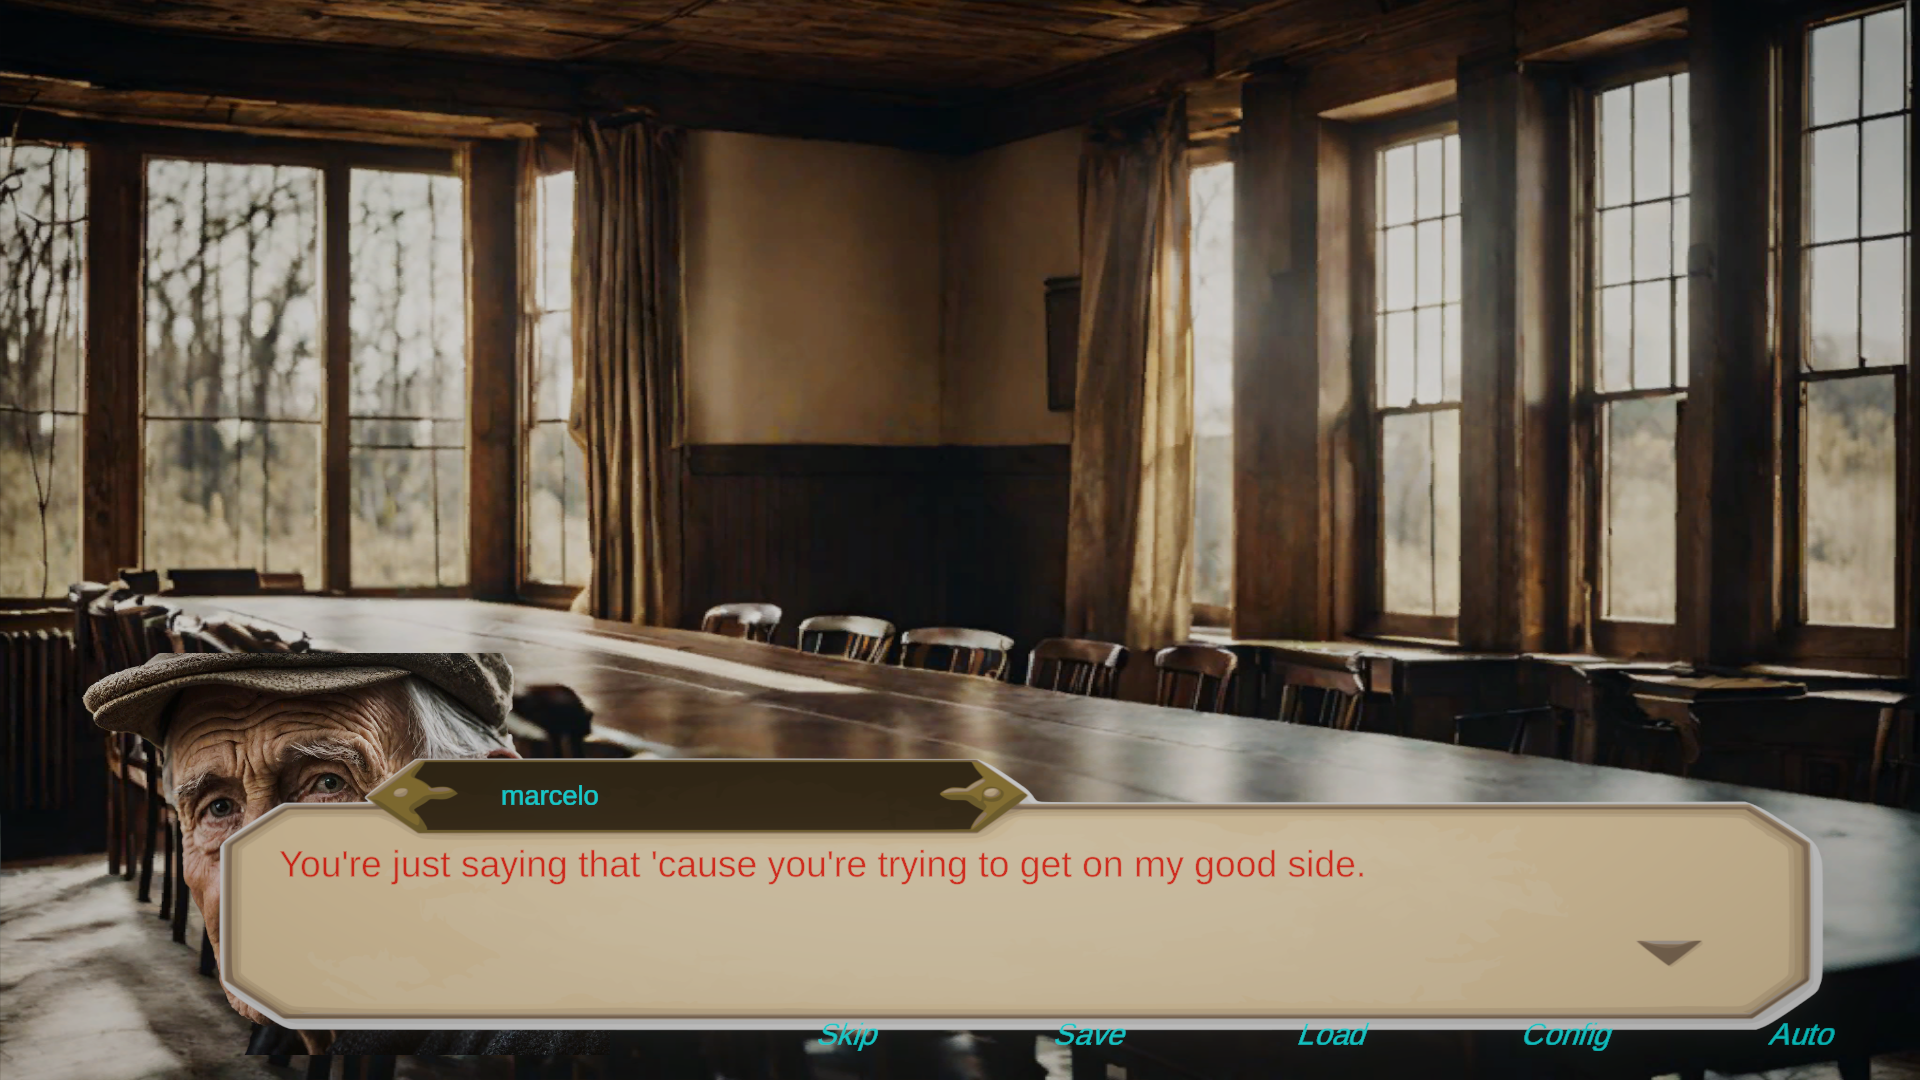 marcelo
You're just saying that 'cause you're trying to get on my good side.
Skip Save Load Config Auto